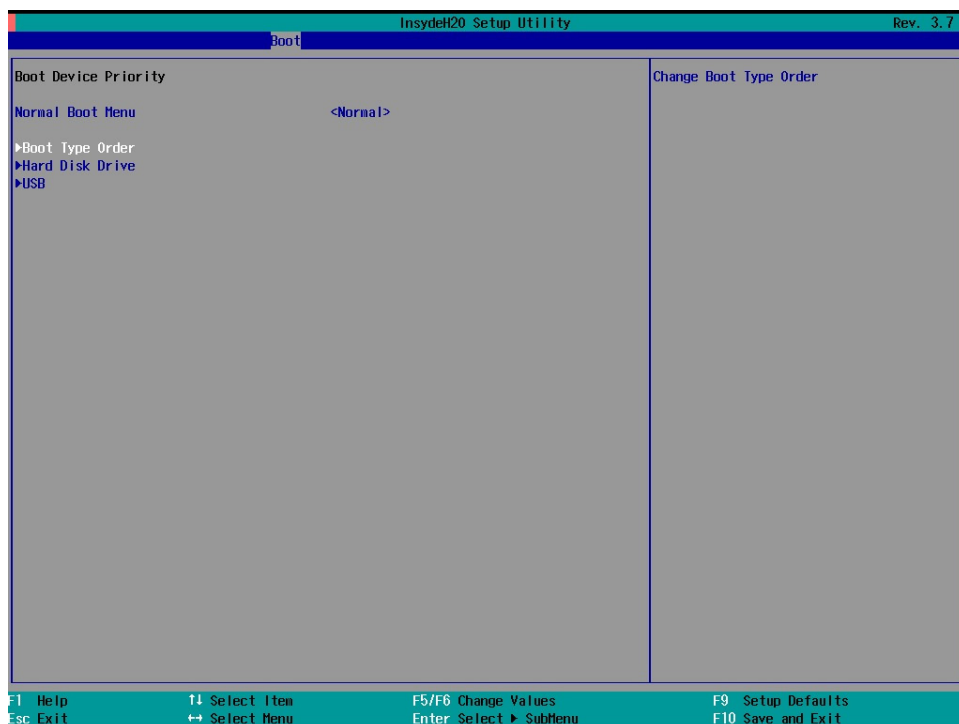 InsydeH20 Setup Utility Rev. 3.7
Boot
Boot Device Priority
Change Boot Type Order
Normal Boot Menu <Normal>
▶Boot Type Order
▶Hard Disk Drive
▶USB
F1 Help ↑↓ Select Item F5/F6 Change Values F9 Setup Defaults
Esc Exit ↔ Select Menu Enter Select ▶ SubMenu F10 Save and Exit